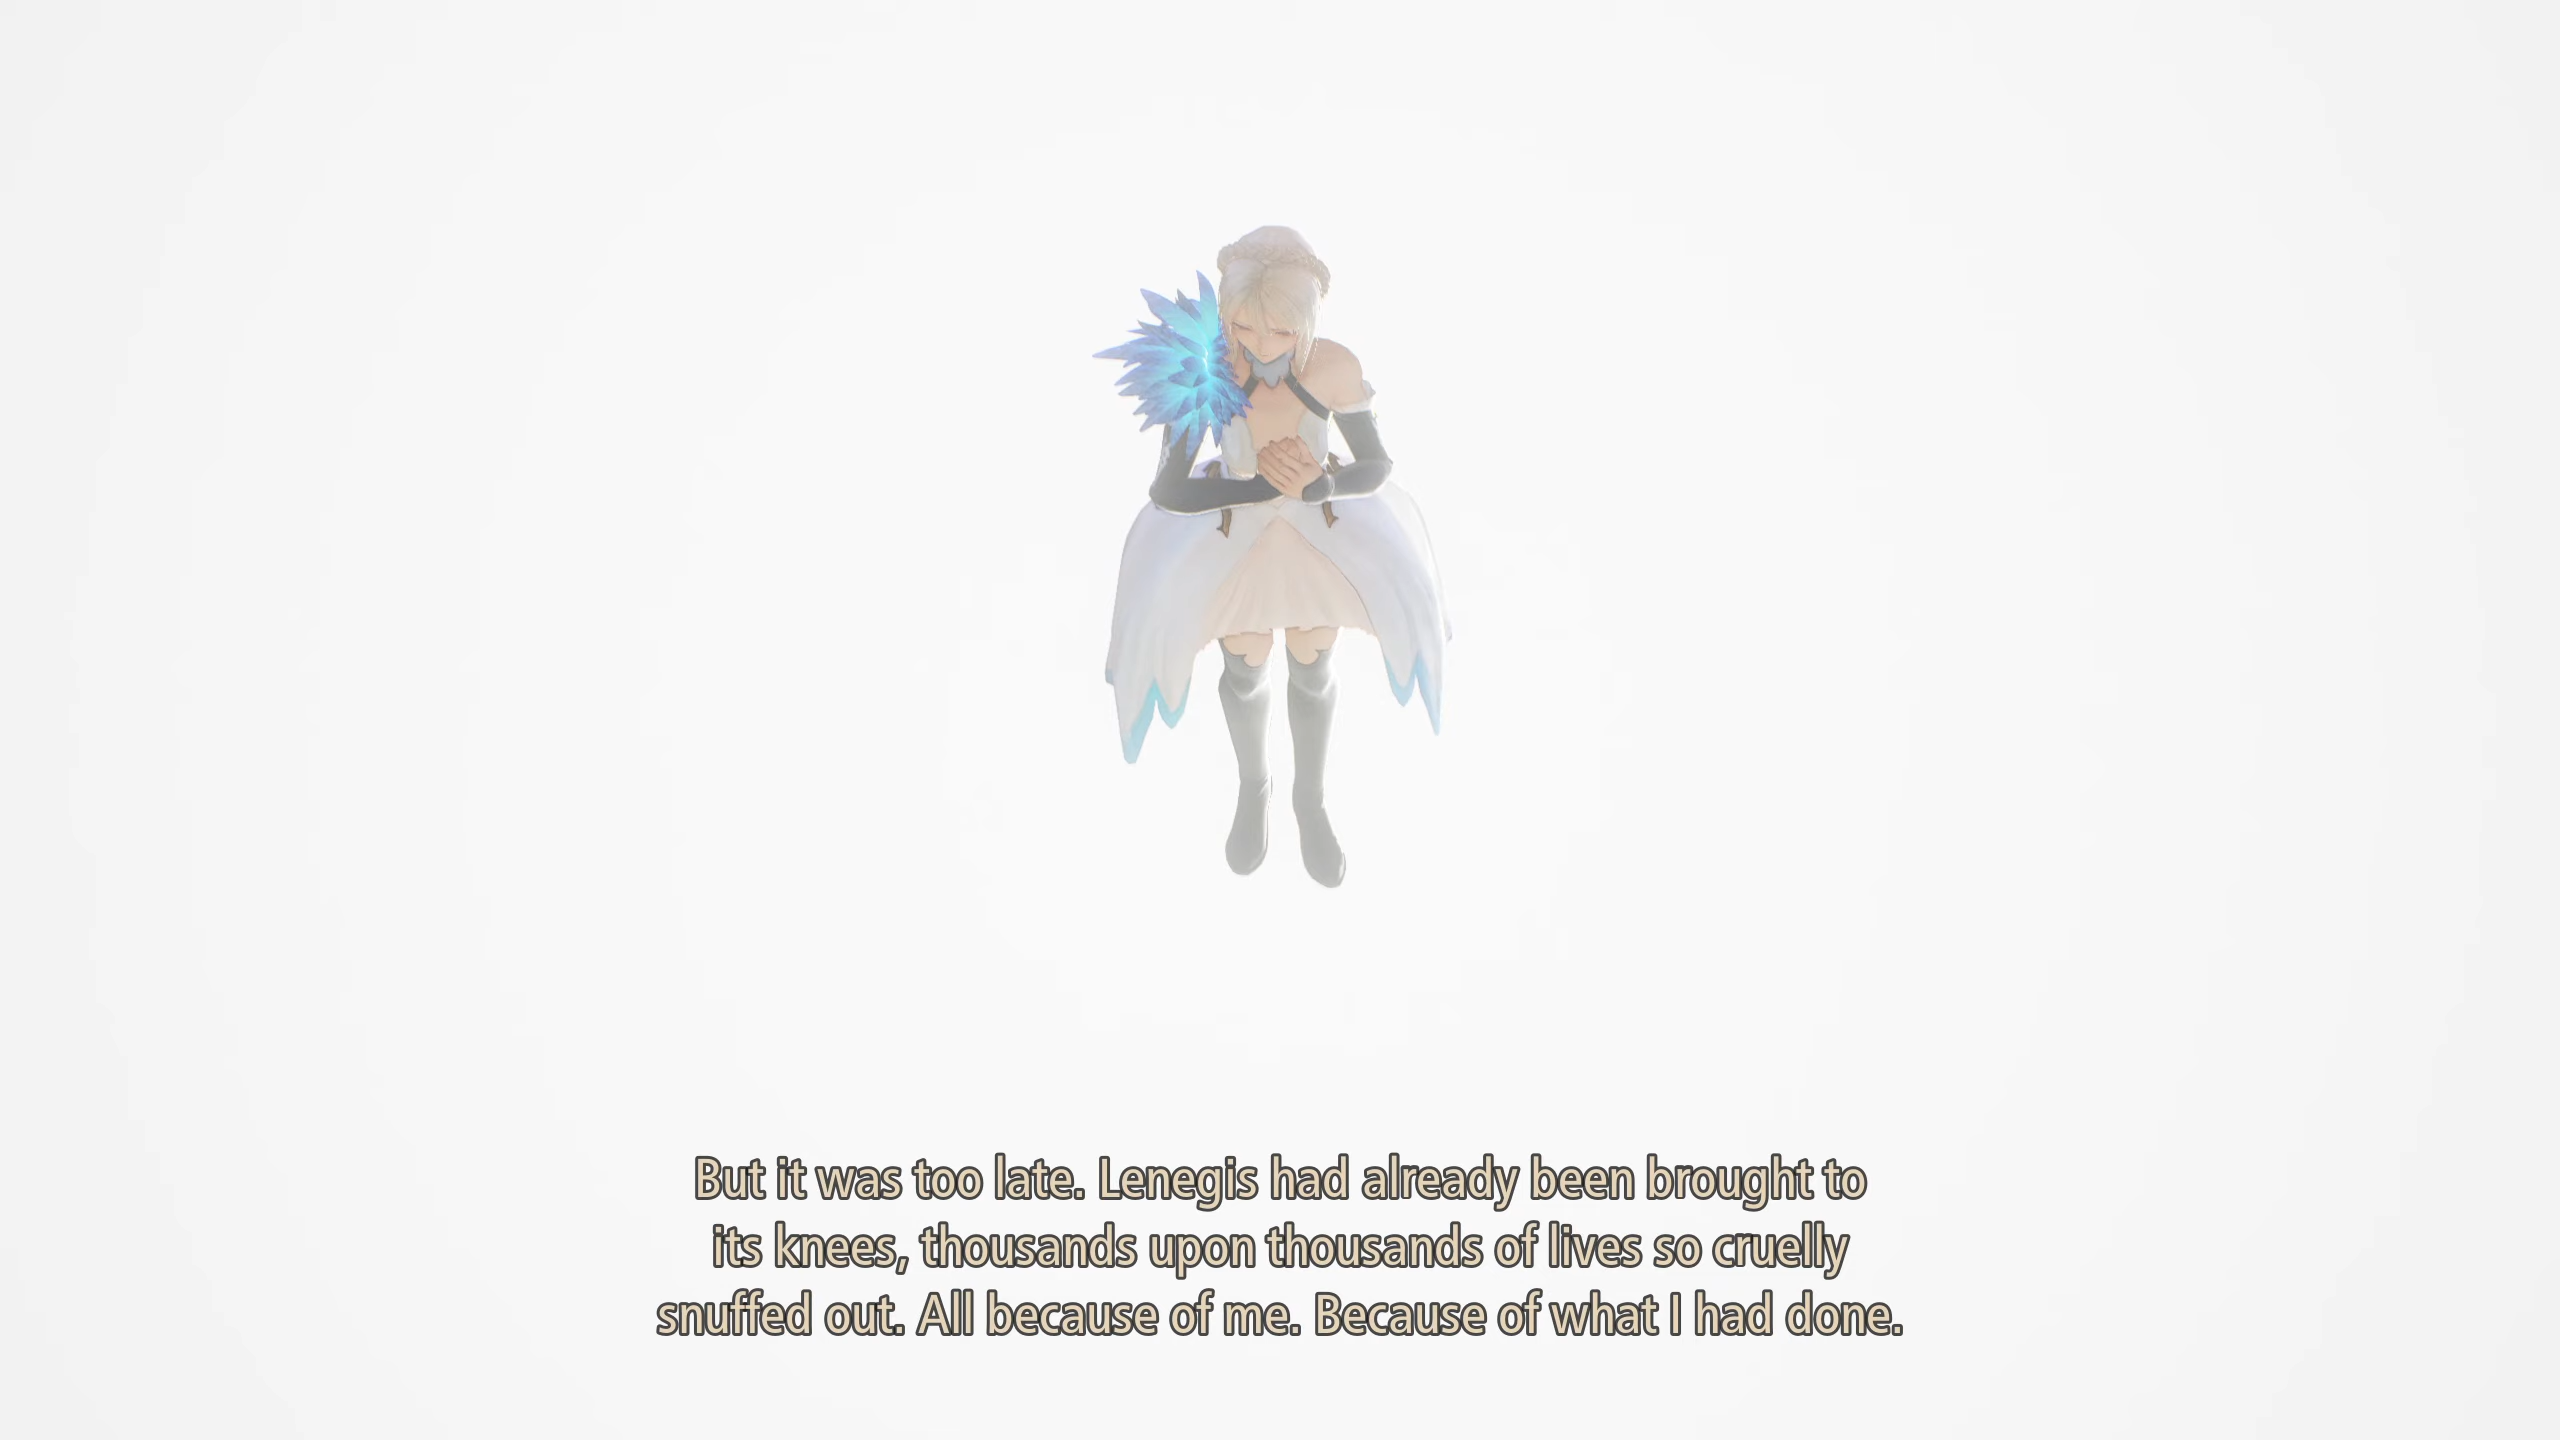 But it was too late. Lenegis had already been brought to
its knees, thousands upon thousands of lives so cruelly
snuffed out. All because of me. Because of what I had done.